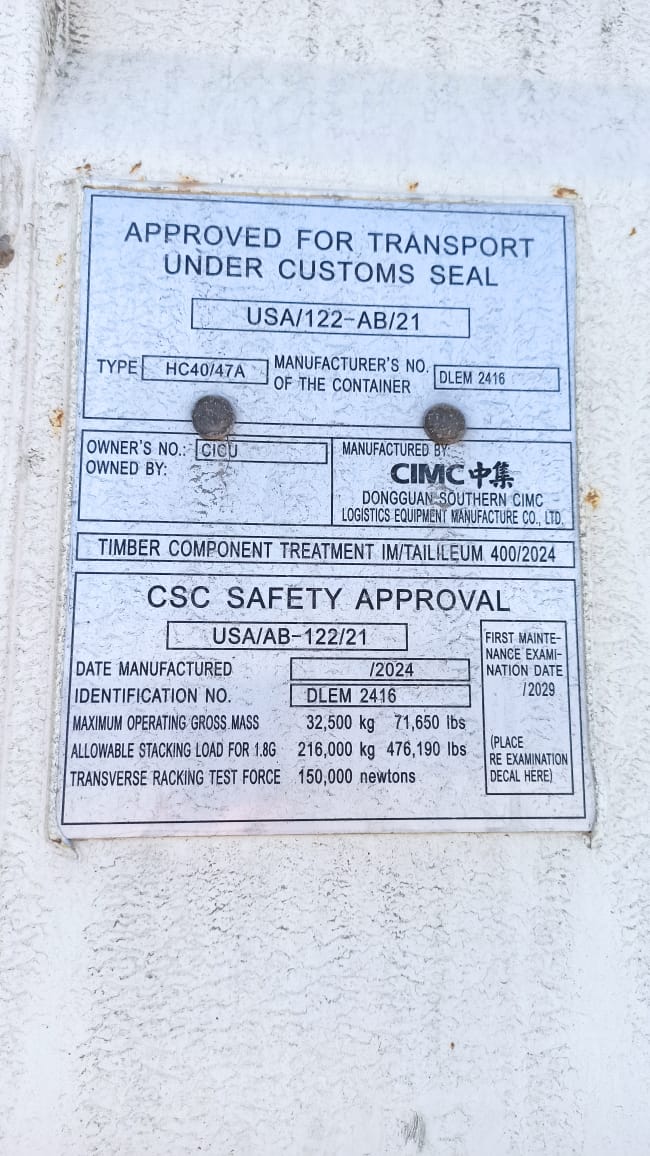 APPROVED FOR TRANSPORT
UNDER CUSTOMS SEAL
USA/122-AB/21
TYPE HC40/47A
MANUFACTURER'S NO.
OF THE CONTAINER
DLEM 2416
OWNER'S NO.: CICU
OWNED BY:
MANUFACTURED BY:
CIMC 中集
DONGGUAN SOUTHERN CIMC
LOGISTICS EQUIPMENT MANUFACTURE CO., LTD.
TIMBER COMPONENT TREATMENT IM/TAILILEUM 400/2024
CSC SAFETY APPROVAL
USA/AB-122/21
DATE MANUFACTURED /2024
IDENTIFICATION NO. DLEM 2416
MAXIMUM OPERATING GROSS MASS 32,500 kg 71,650 lbs
ALLOWABLE STACKING LOAD FOR 1.8G 216,000 kg 476,190 lbs
TRANSVERSE RACKING TEST FORCE 150,000 newtons
FIRST MAINTE-
NANCE EXAMI-
NATION DATE
/2029
(PLACE
RE EXAMINATION
DECAL HERE)